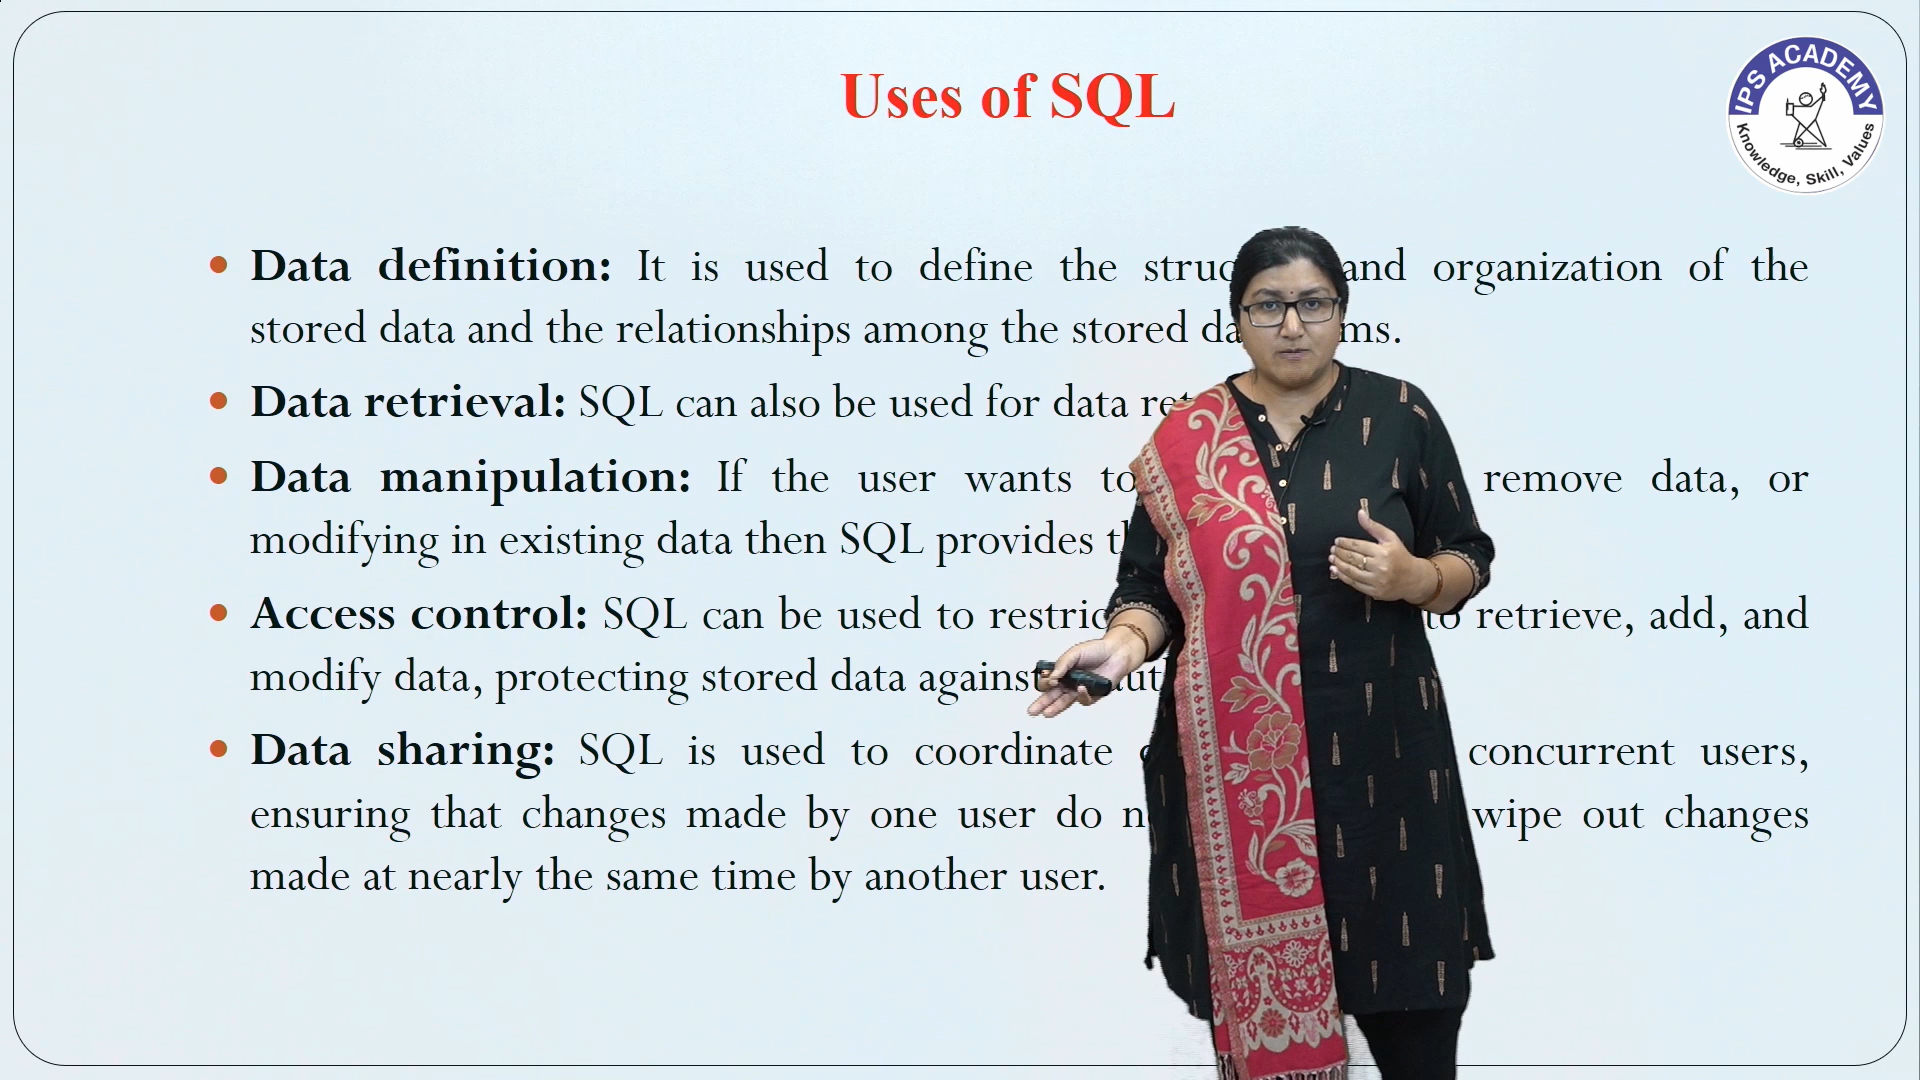 Uses of SQL
IPS ACADEMY
Knowledge, Skill, Values
Data definition: It is used to define the and organization of the
stored data and the relationships among the stored
Data retrieval: SQL can also be used for data
Data manipulation: If the user wants to remove data, or
modifying in existing data then SQL provides
Access control: SQL can be used to to retrieve, add, and
modify data, protecting stored data against
Data sharing: SQL is used to coordinate concurrent users,
ensuring that changes made by one user do wipe out changes
made at nearly the same time by another user.